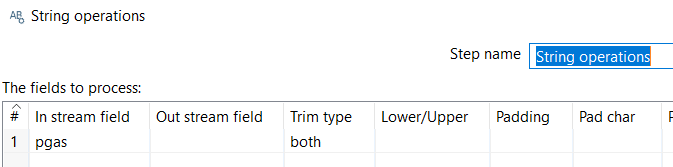 String operations
Step name String operations
The fields to process:
# In stream field Out stream field Trim type Lower/Upper Padding Pad char
1 pgas both